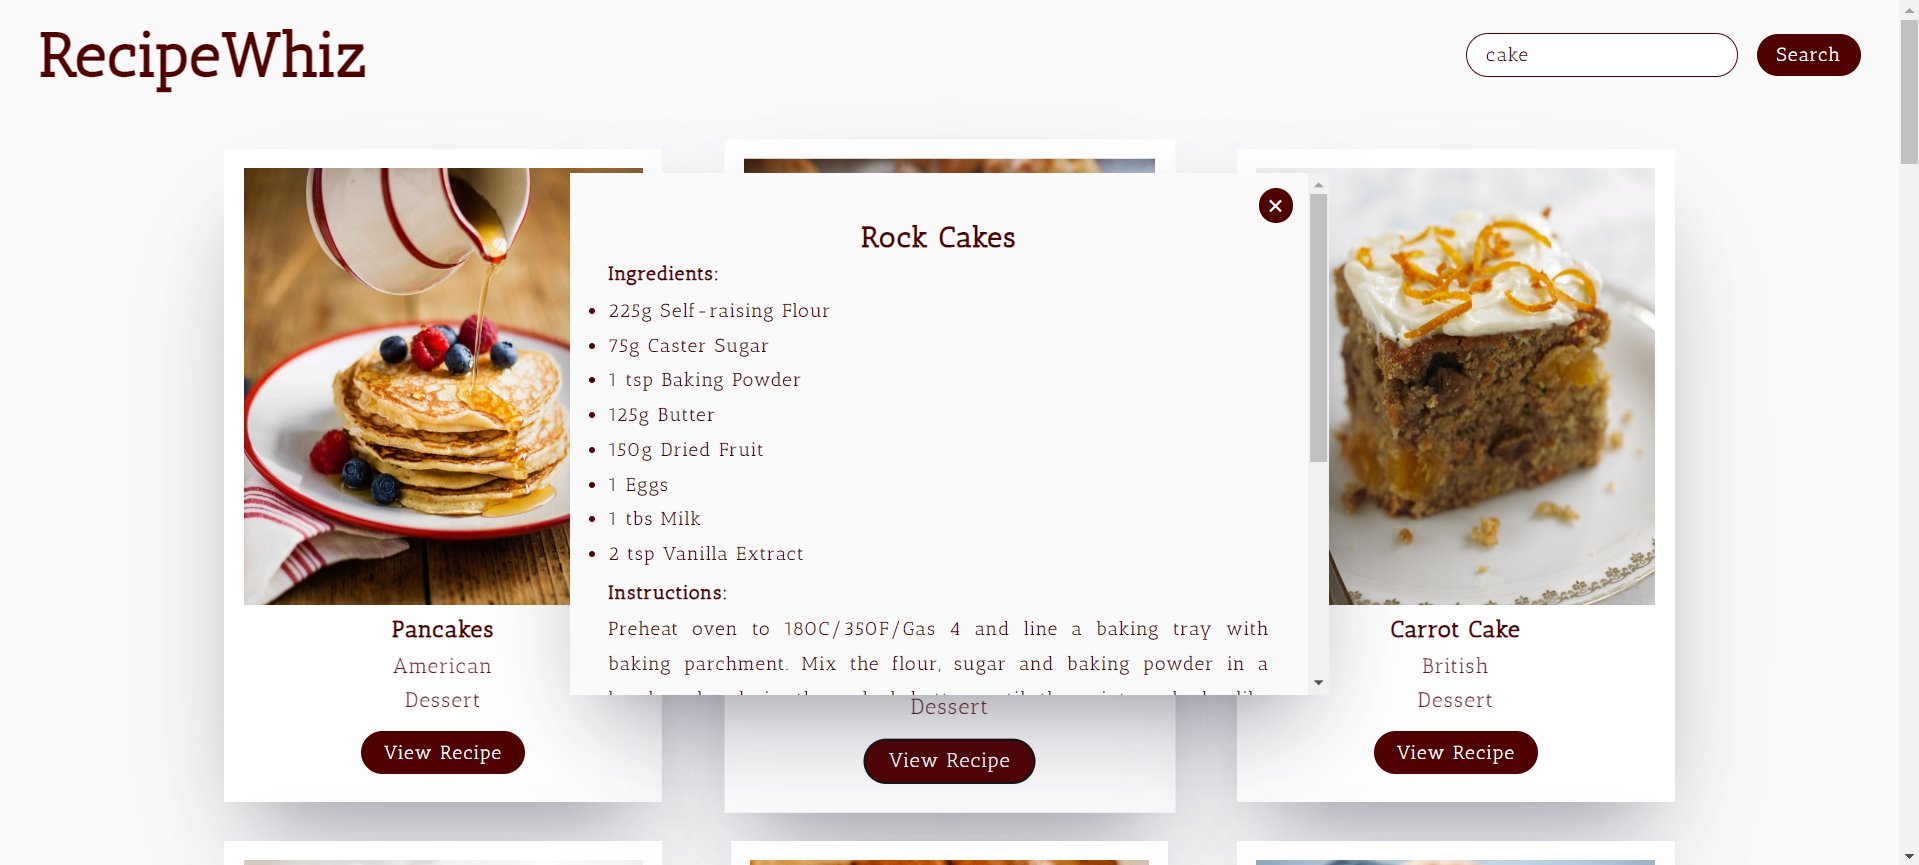 RecipeWhiz
cake
Search
Rock Cakes
Ingredients:
225g Self-raising Flour
75g Caster Sugar
1 tsp Baking Powder
125g Butter
150g Dried Fruit
1 Eggs
1 tbs Milk
2 tsp Vanilla Extract
Instructions:
Preheat oven to 180C/350F/Gas 4 and line a baking tray with
baking parchment. Mix the flour, sugar and baking powder in a
Pancakes
American
Dessert
View Recipe
Dessert
View Recipe
Carrot Cake
British
Dessert
View Recipe